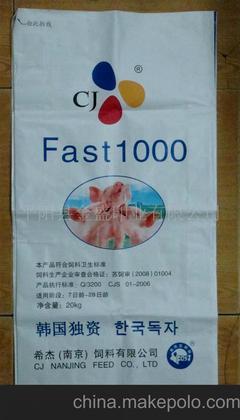 CJ
®
Fast1000
本产品符合饲料卫生标准
饲料生产企业审查合格证：苏饲审（2008）01004
产品执行标准：Q/3200 CJS 01-2006
适用阶段：7日龄-28日龄
净含量：20kg
韩国独资 한국독자
希杰（南京）饲料有限公司
CJ NANJING FEED CO., LTD
china.makepolo.com